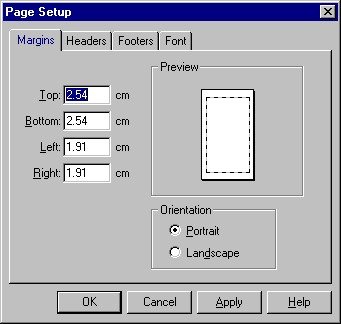 Page Setup
Margins Headers Footers Font
Preview
Top: 2.54 cm
Bottom: 2.54 cm
Left: 1.91 cm
Right: 1.91 cm
Orientation
Portrait
Landscape
OK Cancel Apply Help